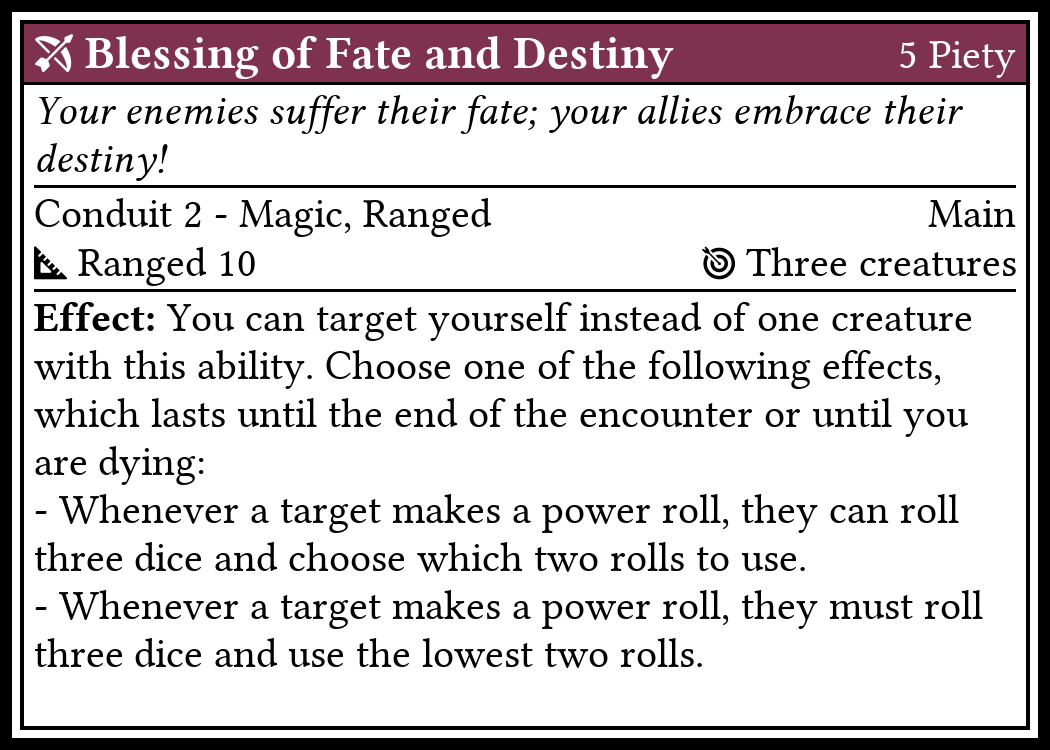 Blessing of Fate and Destiny 5 Piety
Your enemies suffer their fate; your allies embrace their
destiny!
Conduit 2 - Magic, Ranged Main
Ranged 10 Three creatures
Effect: You can target yourself instead of one creature
with this ability. Choose one of the following effects,
which lasts until the end of the encounter or until you
are dying:
- Whenever a target makes a power roll, they can roll
three dice and choose which two rolls to use.
- Whenever a target makes a power roll, they must roll
three dice and use the lowest two rolls.